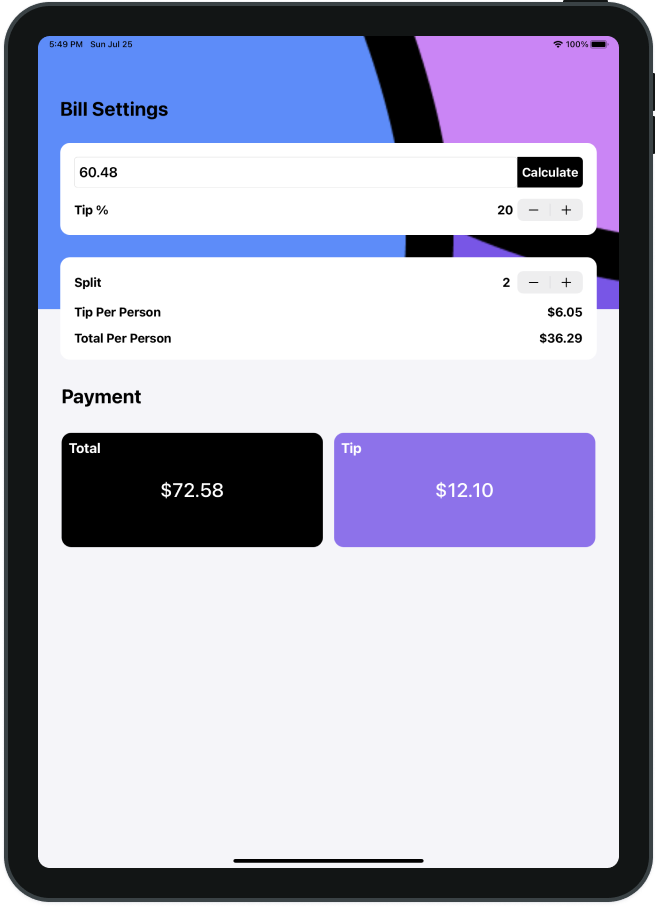 5:49 PM Sun Jul 25 100%
Bill Settings
60.48 Calculate
Tip % 20
Split 2
Tip Per Person $6.05
Total Per Person $36.29
Payment
Total Tip
$72.58 $12.10